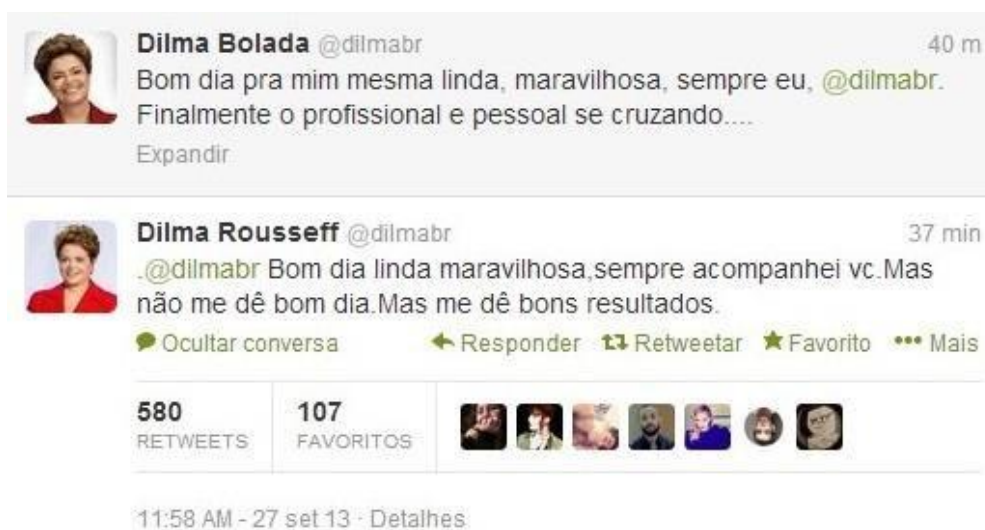 Dilma Bolada @dilmabr 40 m
Bom dia pra mim mesma linda, maravilhosa, sempre eu, @dilmabr.
Finalmente o profissional e pessoal se cruzando....
Expandir
Dilma Rousseff @dilmabr 37 min
.@dilmabr Bom dia linda maravilhosa,sempre acompanhei vc.Mas
não me dê bom dia.Mas me dê bons resultados.
Ocultar conversa Responder Retweetar Favorito ••• Mais
580 107
RETWEETS FAVORITOS
11:58 AM - 27 set 13 · Detalhes